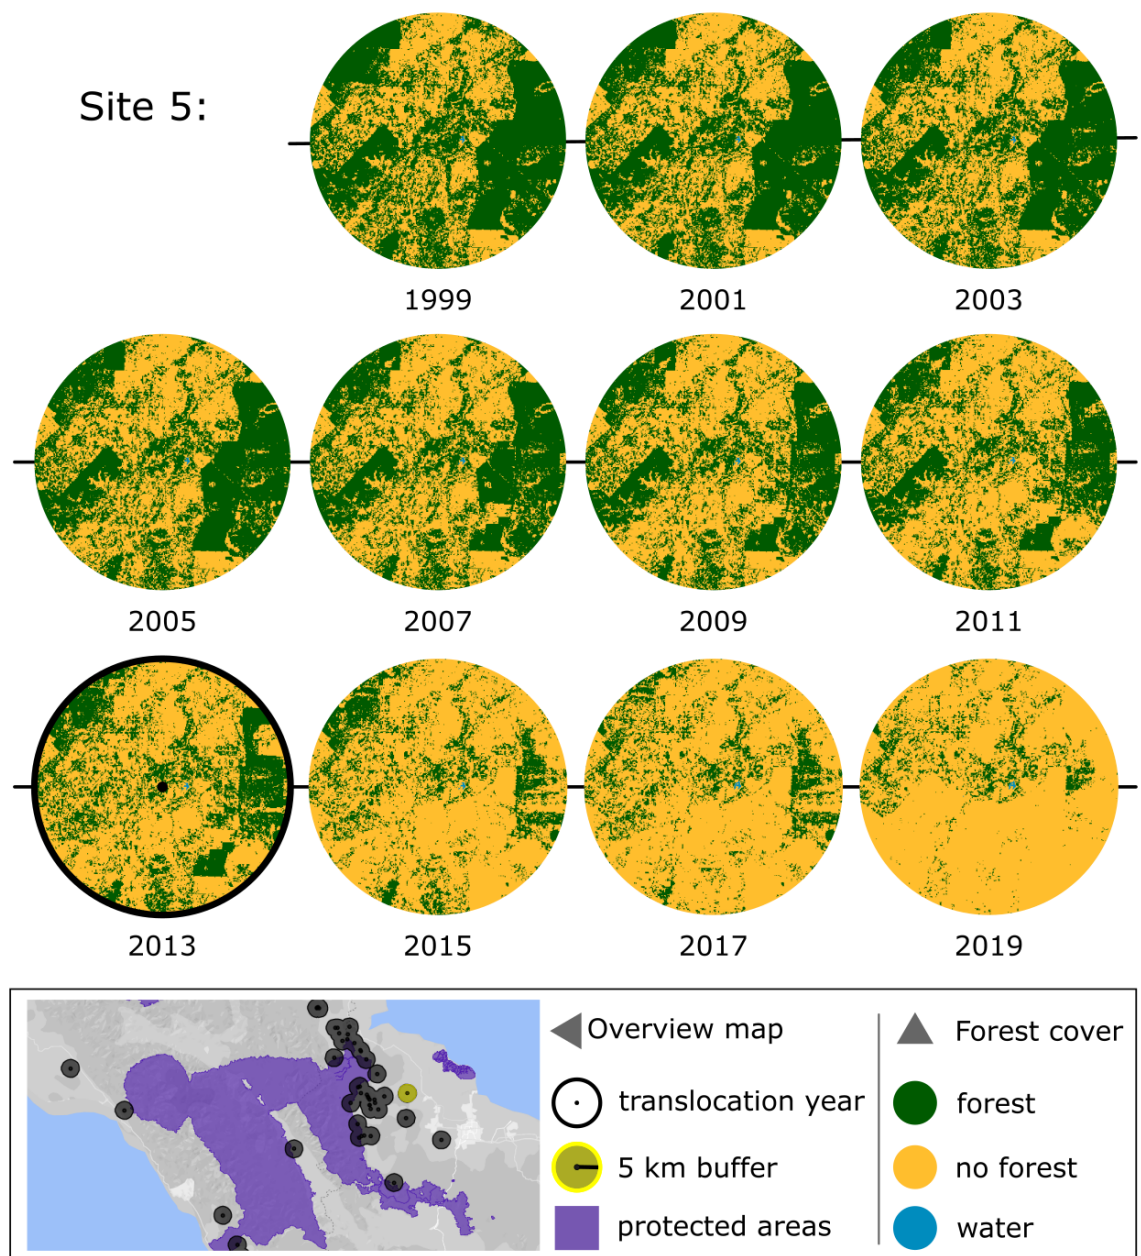 Site 5:
1999
2001
2003
2005
2007
2009
2011
2013
2015
2017
2019
Overview map
Forest cover
translocation year
forest
5 km buffer
no forest
protected areas
water